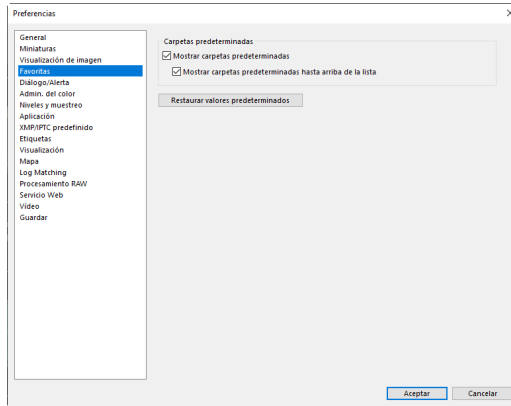 Preferencias
General
Miniaturas
Visualización de imagen
Favoritas
Diálogo/Alerta
Admin. del color
Niveles y muestreo
Aplicación
XMP/IPTC predefinido
Etiquetas
Visualización
Mapa
Log Matching
Procesamiento RAW
Servicio Web
Vídeo
Guardar
Carpetas predeterminadas
Mostrar carpetas predeterminadas
Mostrar carpetas predeterminadas hasta arriba de la lista
Restaurar valores predeterminados
Aceptar
Cancelar